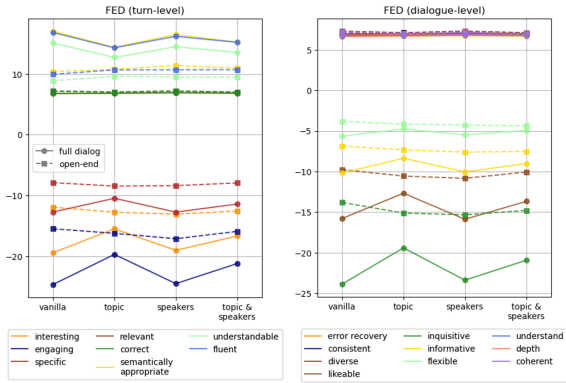 FED (turn-level)
10
0
−10
−20
full dialog
open-end
vanilla
topic
speakers
topic &
speakers
interesting
engaging
specific
relevant
correct
semantically
appropriate
understandable
fluent
FED (dialogue-level)
5
0
−5
−10
−15
−20
−25
vanilla
topic
speakers
topic &
speakers
error recovery
consistent
diverse
likeable
inquisitive
informative
flexible
understand
depth
coherent